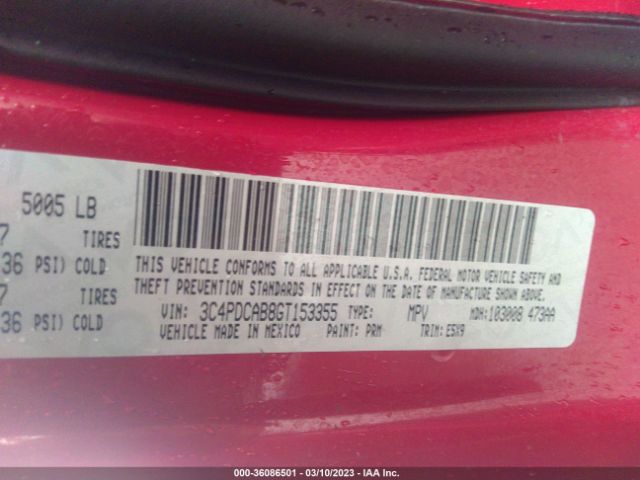 5005 LB
7 TIRES
36 PSI) COLD
7 TIRES
36 PSI) COLD
THIS VEHICLE CONFORMS TO ALL APPLICABLE U.S.A. FEDERAL MOTOR VEHICLE SAFETY AND
THEFT PREVENTION STANDARDS IN EFFECT ON THE DATE OF MANUFACTURE SHOWN ABOVE.
VIN: 3C4PDCAB8GT153355 TYPE: MPV MDH:103008 473AA
VEHICLE MADE IN MEXICO PAINT: PRM TRIM: E5X9
000-36086501 - 03/10/2023 - IAA Inc.